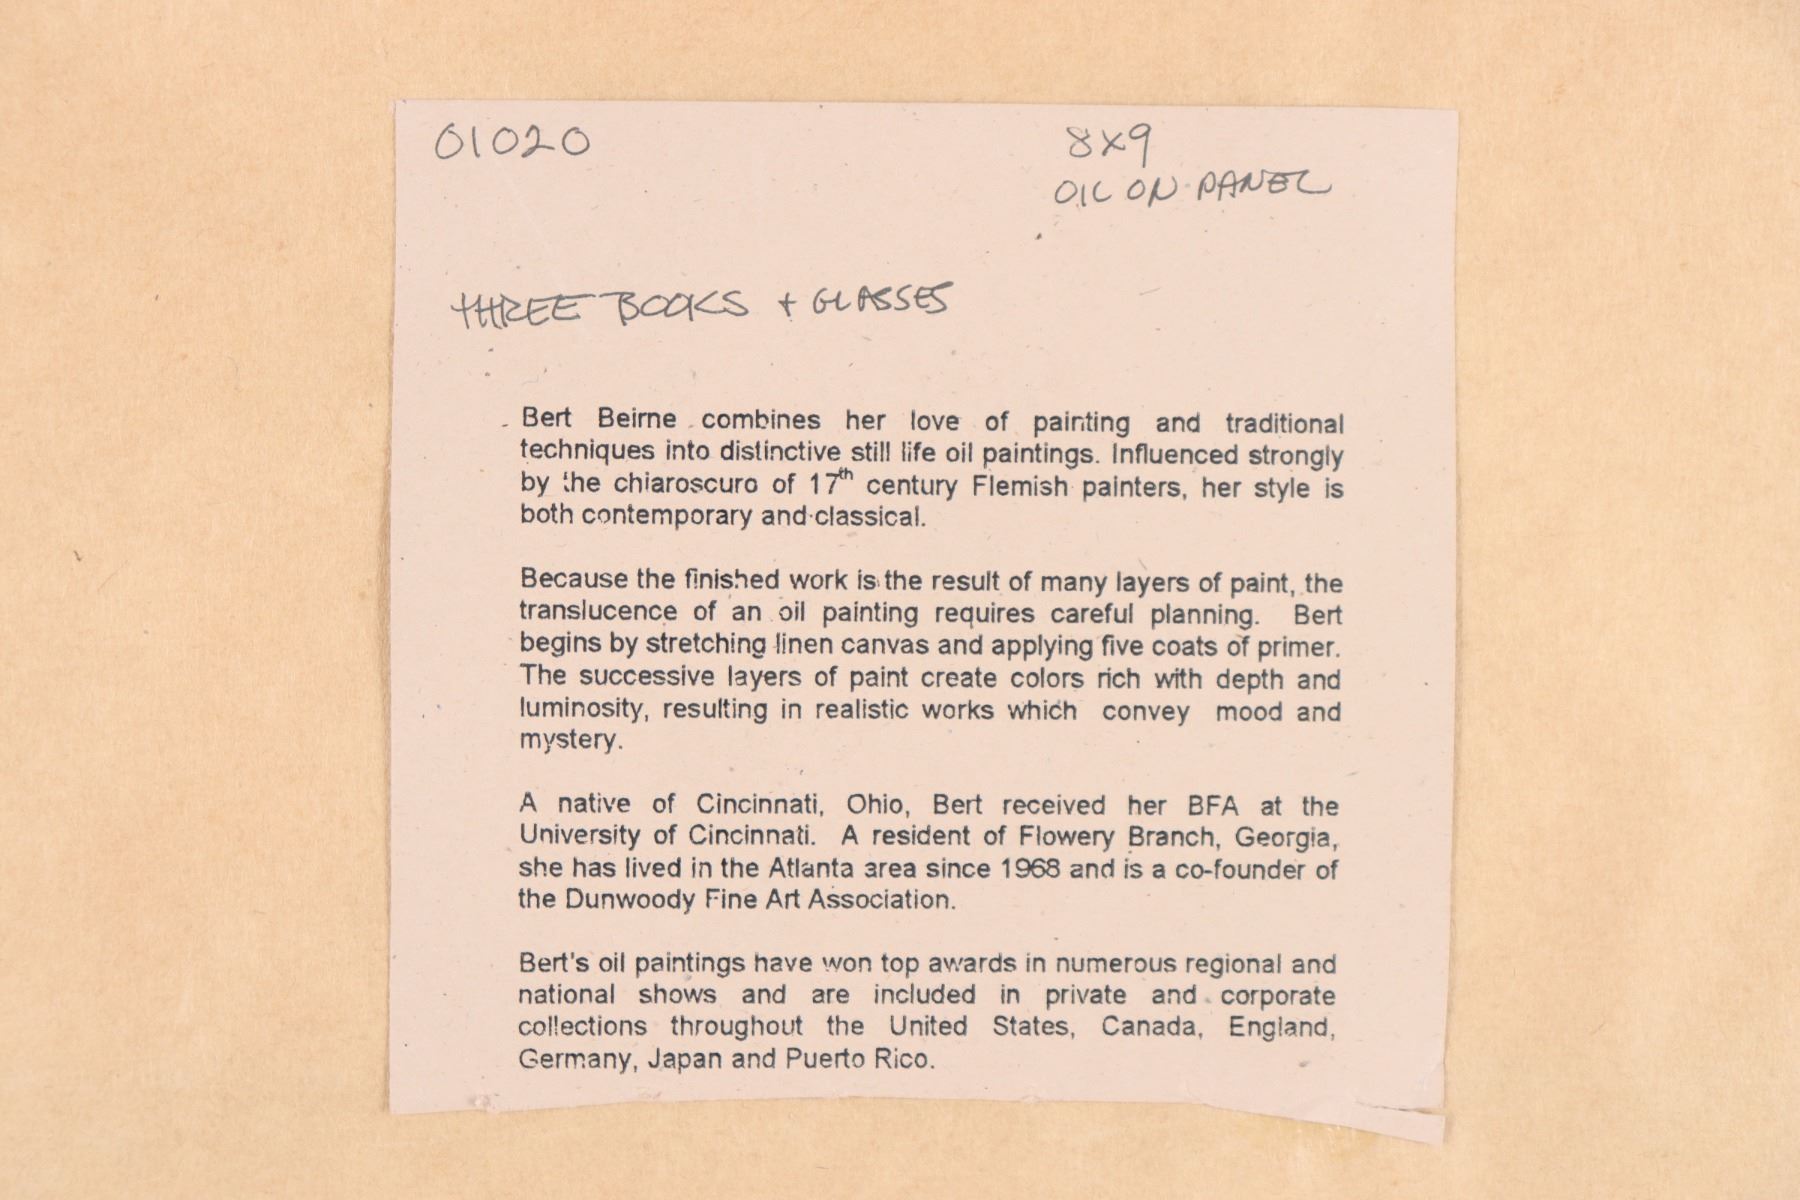 01020
8X9
OIL ON PANEL
THREE BOOKS + GLASSES
Bert Beirne combines her love of painting and traditional
techniques into distinctive still life oil paintings. Influenced strongly
by the chiaroscuro of 17th century Flemish painters, her style is
both contemporary and classical.
Because the finished work is the result of many layers of paint, the
translucence of an oil painting requires careful planning. Bert
begins by stretching linen canvas and applying five coats of primer.
The successive layers of paint create colors rich with depth and
luminosity, resulting in realistic works which convey mood and
mystery.
A native of Cincinnati, Ohio, Bert received her BFA at the
University of Cincinnati. A resident of Flowery Branch, Georgia,
she has lived in the Atlanta area since 1968 and is a co-founder of
the Dunwoody Fine Art Association.
Bert's oil paintings have won top awards in numerous regional and
national shows and are included in private and corporate
collections throughout the United States, Canada, England,
Germany, Japan and Puerto Rico.